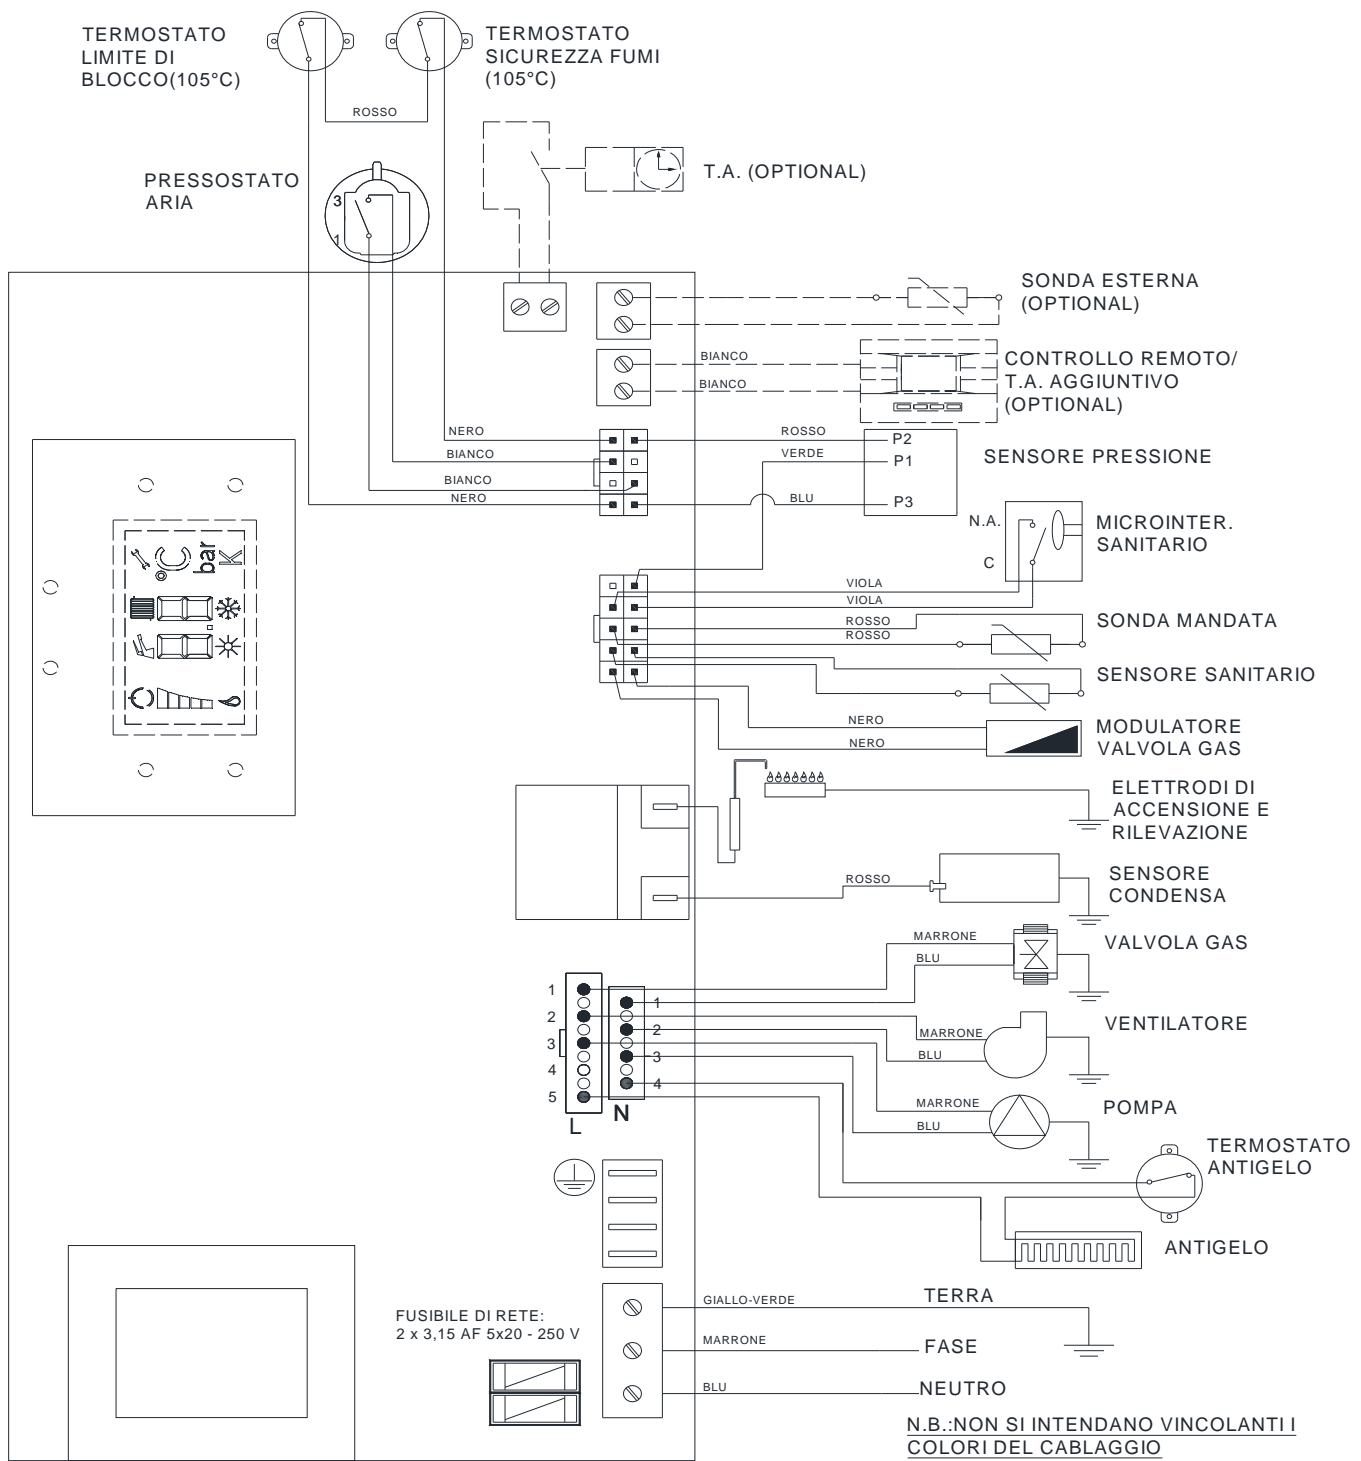 TERMOSTATO
LIMITE DI
BLOCCO(105°C)
TERMOSTATO
SICUREZZA FUMI
(105°C)
ROSSO
PRESSOSTATO
ARIA
3
1
T.A. (OPTIONAL)
SONDA ESTERNA
(OPTIONAL)
BIANCO
BIANCO
CONTROLLO REMOTO/
T.A. AGGIUNTIVO
(OPTIONAL)
NERO
BIANCO
BIANCO
NERO
ROSSO
VERDE
BLU
P2
P1
P3
SENSORE PRESSIONE
N.A.
C
MICROINTER.
SANITARIO
°C
bar
K
VIOLA
VIOLA
ROSSO
ROSSO
SONDA MANDATA
SENSORE SANITARIO
NERO
NERO
MODULATORE
VALVOLA GAS
ELETTRODI DI
ACCENSIONE E
RILEVAZIONE
ROSSO
SENSORE
CONDENSA
MARRONE
BLU
VALVOLA GAS
1
2
3
4
5
L
1
2
3
4
N
MARRONE
BLU
VENTILATORE
MARRONE
BLU
POMPA
TERMOSTATO
ANTIGELO
ANTIGELO
FUSIBILE DI RETE:
2 x 3,15 AF 5x20 - 250 V
GIALLO-VERDE
TERRA
MARRONE
FASE
BLU
NEUTRO
N.B.:NON SI INTENDANO VINCOLANTI I
COLORI DEL CABLAGGIO